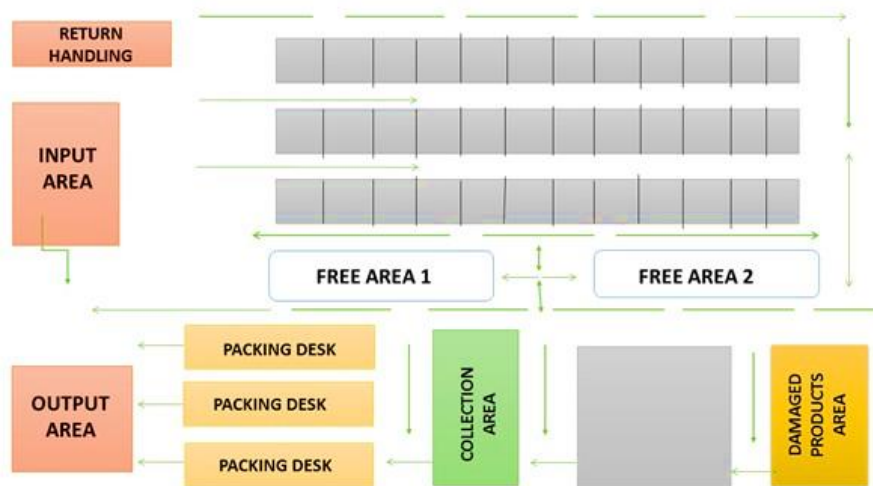 RETURN
HANDLING
INPUT
AREA
FREE AREA 1
FREE AREA 2
OUTPUT
AREA
PACKING DESK
PACKING DESK
PACKING DESK
COLLECTION
AREA
DAMAGED
PRODUCTS
AREA